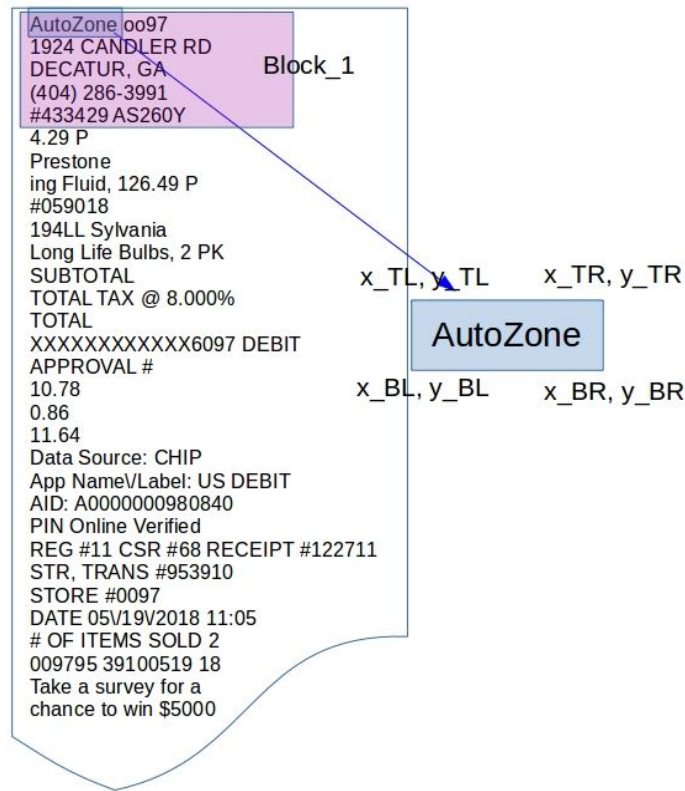 AutoZone oo97
1924 CANDLER RD
DECATUR, GA
Block_1
(404) 286-3991
#433429 AS260Y
4.29 P
Prestone
ing Fluid, 126.49 P
#059018
194LL Sylvania
Long Life Bulbs, 2 PK
SUBTOTAL
TOTAL TAX @ 8.000%
TOTAL
XXXXXXXXXXXX6097 DEBIT
APPROVAL #
10.78
0.86
11.64
Data Source: CHIP
App Name\/Label: US DEBIT
AID: A0000000980840
PIN Online Verified
REG #11 CSR #68 RECEIPT #122711
STR, TRANS #953910
STORE #0097
DATE 05\/19\/2018 11:05
# OF ITEMS SOLD 2
009795 39100519 18
Take a survey for a
chance to win $5000
x_TL, y_TL
x_TR, y_TR
AutoZone
x_BL, y_BL
x_BR, y_BR